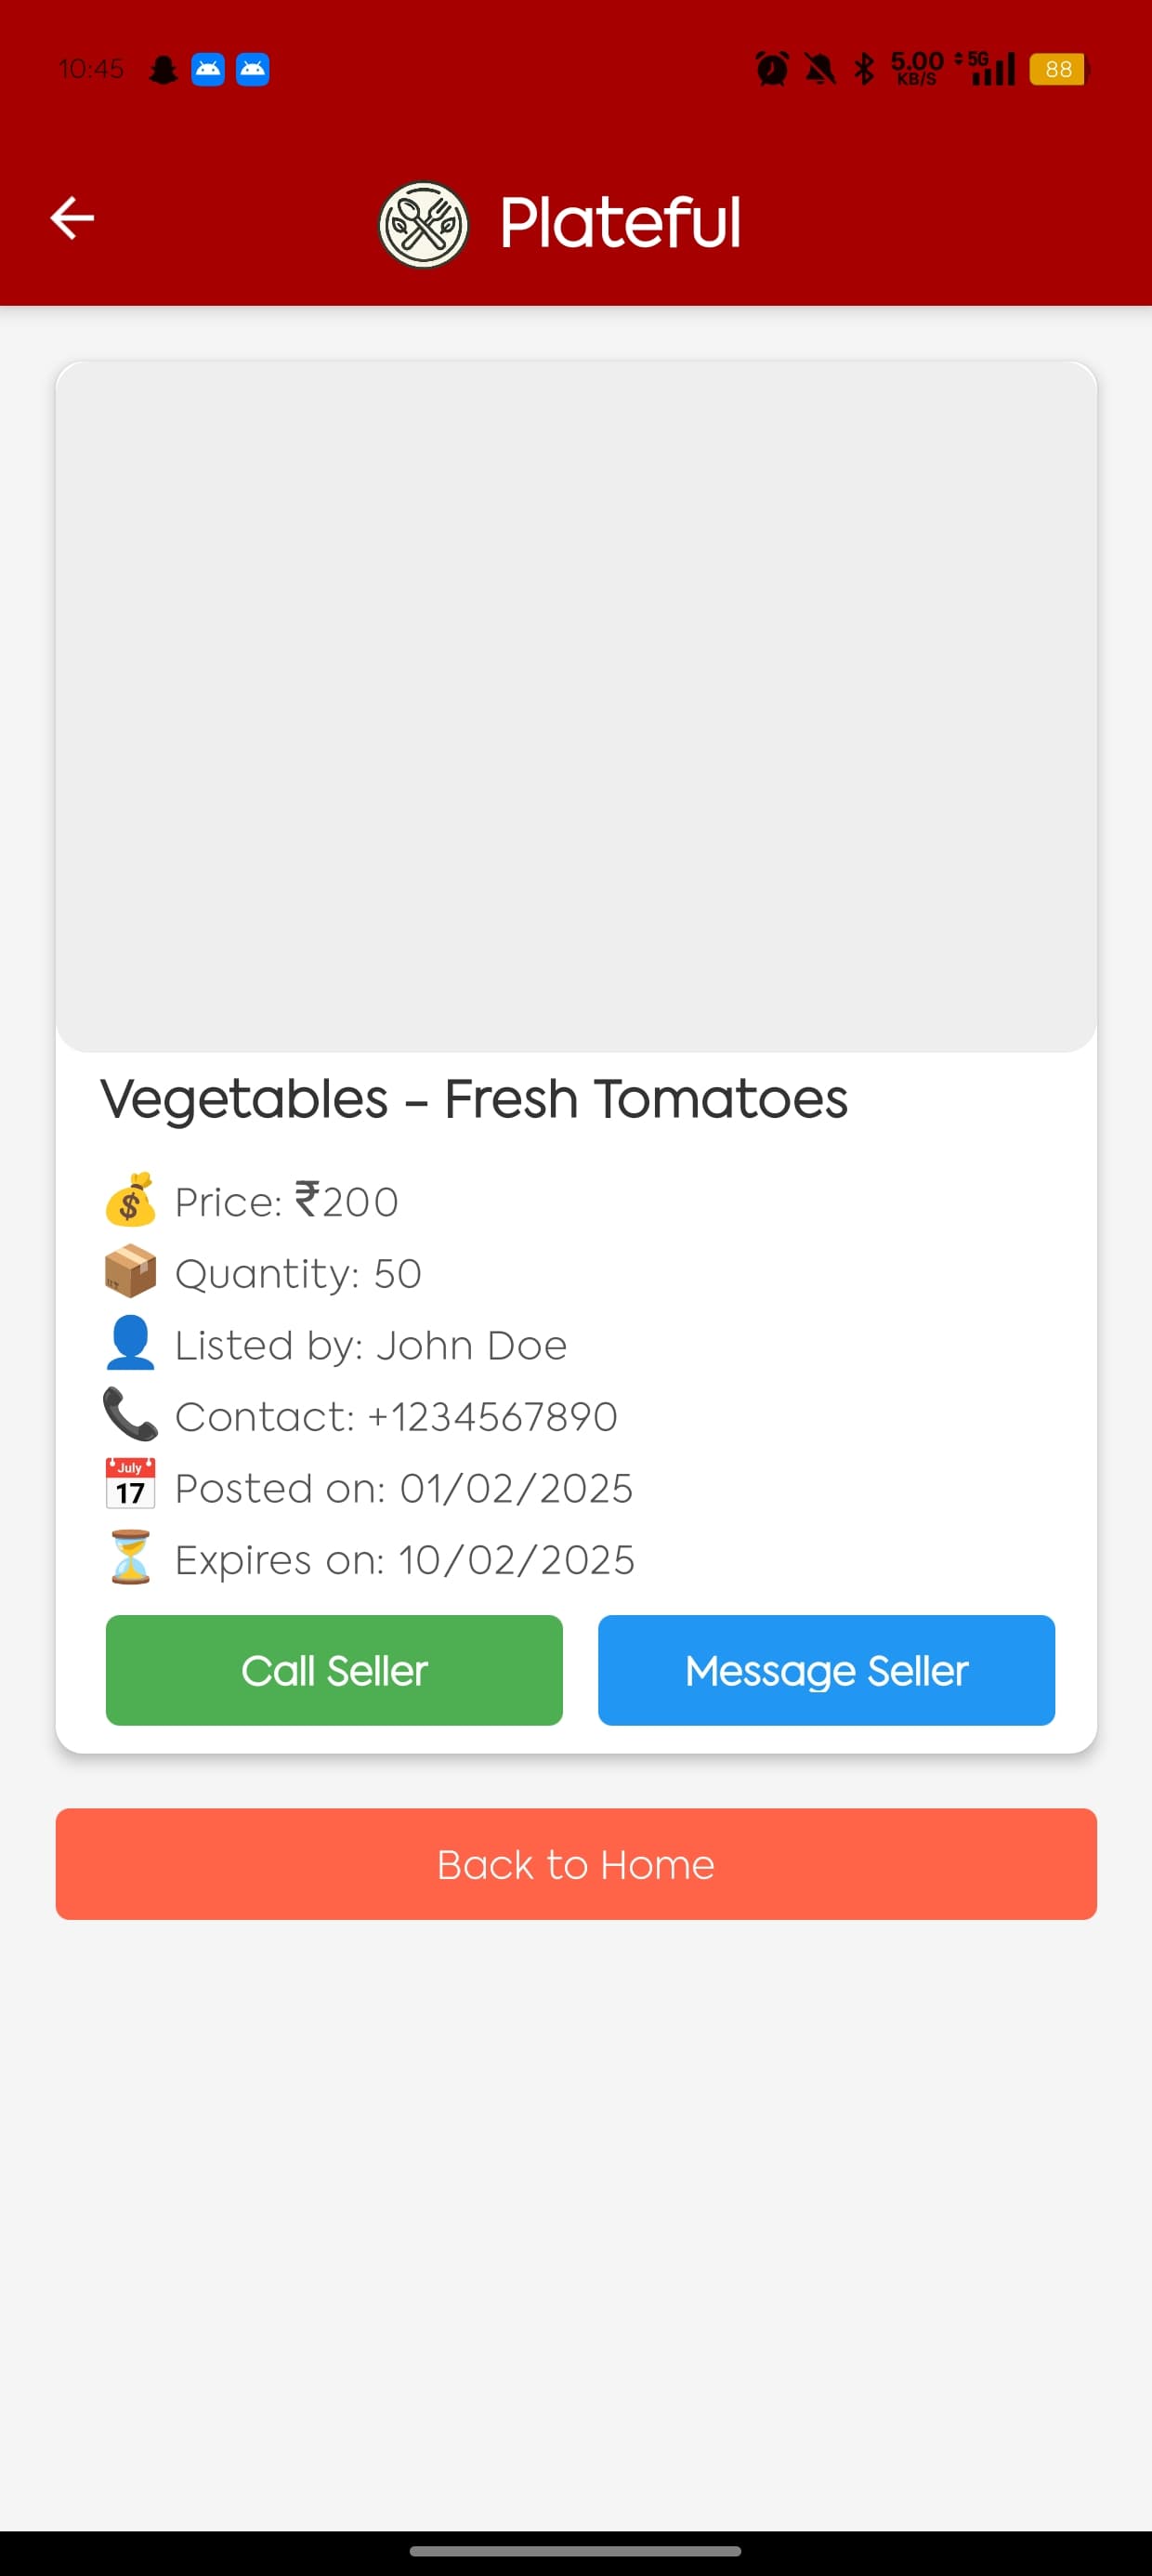 10:45 5.00 KB/S 5G 88
Plateful
Vegetables - Fresh Tomatoes
💰 Price: ₹200
📦 Quantity: 50
👤 Listed by: John Doe
📞 Contact: +1234567890
📅 Posted on: 01/02/2025
⏳ Expires on: 10/02/2025
Call Seller Message Seller
Back to Home